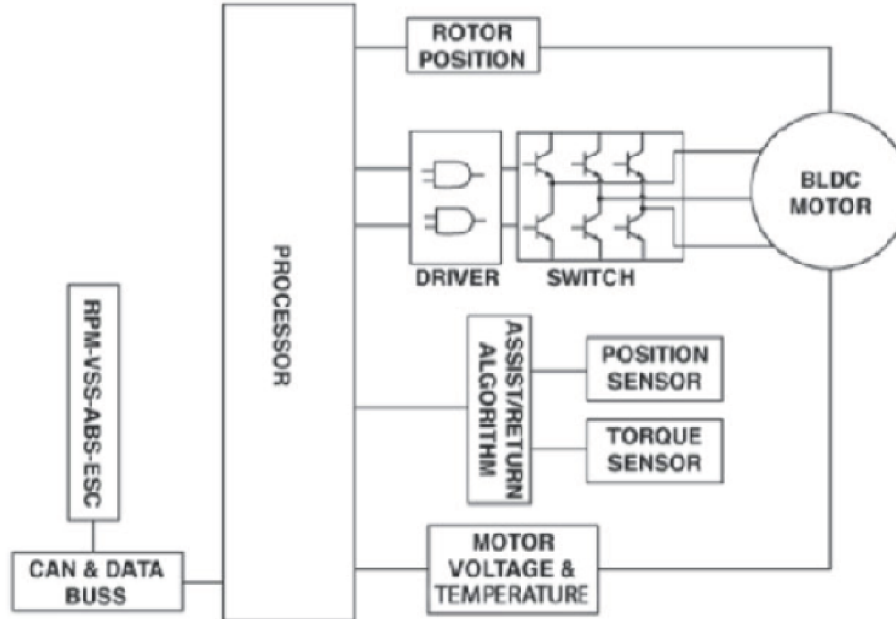 ROTOR
POSITION
BLDC
MOTOR
DRIVER
SWITCH
PROCESSOR
RPM-VSS-ABS-ESC
ASSIST/RETURN
ALGORITHM
POSITION
SENSOR
TORQUE
SENSOR
CAN & DATA
BUSS
MOTOR
VOLTAGE &
TEMPERATURE